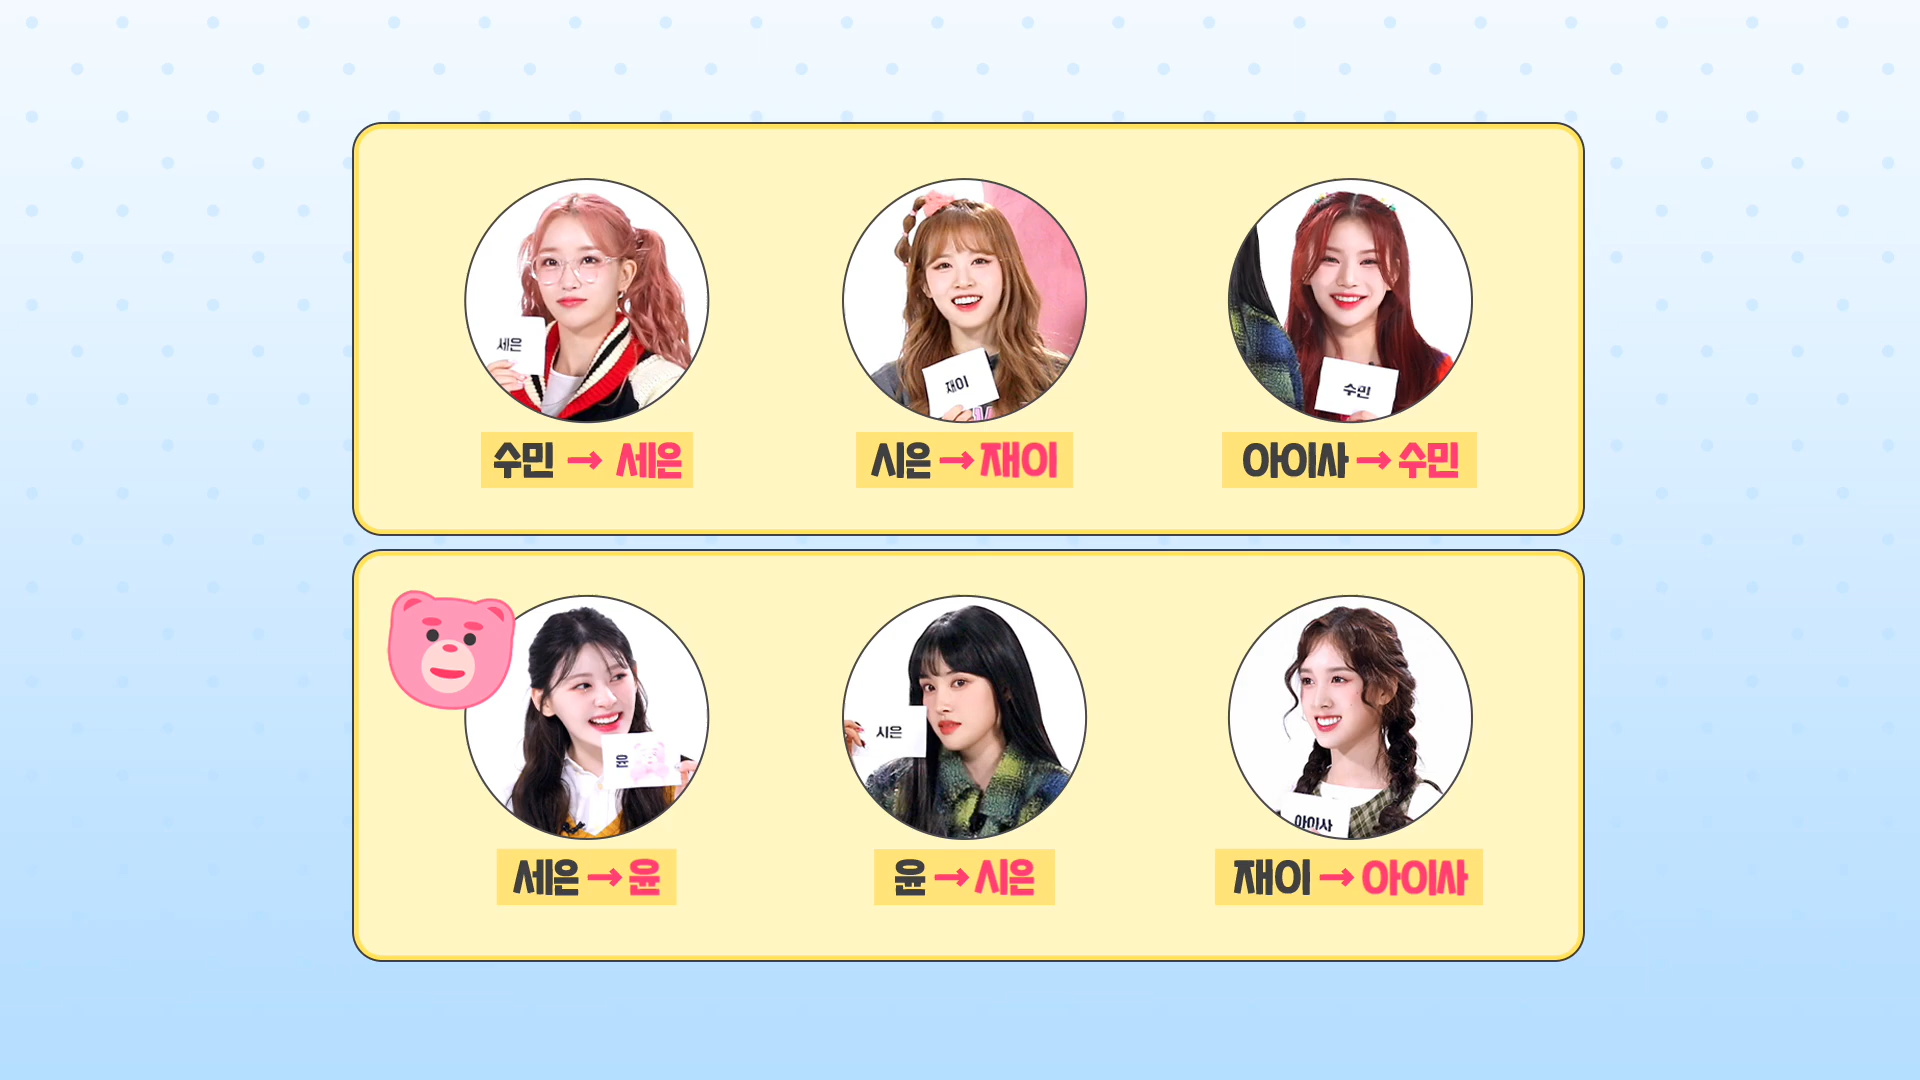 세은
재이
수민
수민 → 세은
시은 → 재이
아이사 → 수민
윤
시은
아이사
세은 → 윤
윤 → 시은
재이 → 아이사